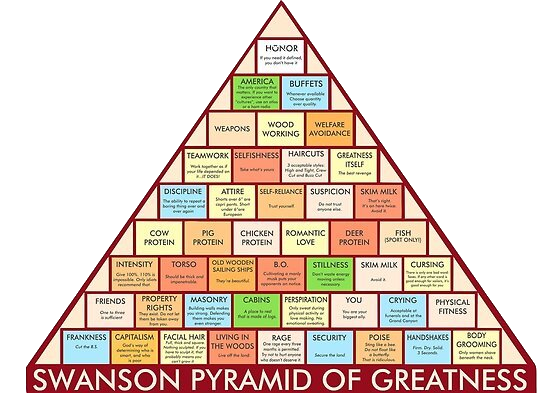 HONOR
If you need it defined,
you don't have it
AMERICA
The only country that
matters. If you want to
experience other
"cultures", use an atlas
or a ham radio
BUFFETS
Whenever available
Choose quantity
over quality.
WEAPONS
WOOD
WORKING
WELFARE
AVOIDANCE
TEAMWORK
Work together as if
your life depended on
it...IT DOES!
SELFISHNESS
Take what's yours
HAIRCUTS
3 acceptable styles:
High and Tight, Crew
Cut and Buzz Cut
GREATNESS
ITSELF
The best revenge
DISCIPLINE
The ability to repeat a
boring thing over and
over again
ATTIRE
Shorts over 6" are
capri pants. Short
under 6" are
European
SELF-RELIANCE
Trust yourself.
SUSPICION
Do not trust
anyone else.
SKIM MILK
That's right
it's on here twice.
Avoid it.
COW
PROTEIN
PIG
PROTEIN
CHICKEN
PROTEIN
ROMANTIC
LOVE
DEER
PROTEIN
FISH
(SPORT ONLY!)
INTENSITY
Give 100%. 110% is
impossible. Only idiots
recommend that.
TORSO
Should be thick and
impenetrable.
OLD WOODEN
SAILING SHIPS
They're beautiful.
B.O.
Cultivating a manly
musk puts your
opponents on notice.
STILLNESS
Don't waste energy
moving unless
necessary.
SKIM MILK
Avoid it.
CURSING
There is only one bad word:
taxes. If any other word is
good enough for sailors, it's
good enough for you.
FRIENDS
One to three
is sufficient
PROPERTY
RIGHTS
They exist. Do not let
them be taken away
from you.
MASONRY
Building walls makes
you strong. Defending
them makes you
even stronger.
CABINS
A place to rest
that is made of logs.
PERSPIRATION
Only sweat during
physical activity or
love making. No
emotional sweating.
YOU
You are your
biggest ally.
CRYING
Acceptable at
funerals and at the
Grand Canyon
PHYSICAL
FITNESS
FRANKNESS
Cut the B.S.
CAPITALISM
God's way of
determining who is
smart, and who
is poor
FACIAL HAIR
Full, thick and square
Nothing sculpted. If you
have to sculpt it, that
probably means you
can't grow it
LIVING IN
THE WOODS
Live off the land.
RAGE
One rage every three
months is permitted.
Try not to hurt anyone
who doesn't deserve it
SECURITY
Secure the land
POISE
Sting like a bee.
Do not float like
a butterfly.
That is ridiculous.
HANDSHAKES
Firm. Dry. Solid.
3 Seconds.
BODY
GROOMING
Only women shave
beneath the neck.
SWANSON PYRAMID OF GREATNESS